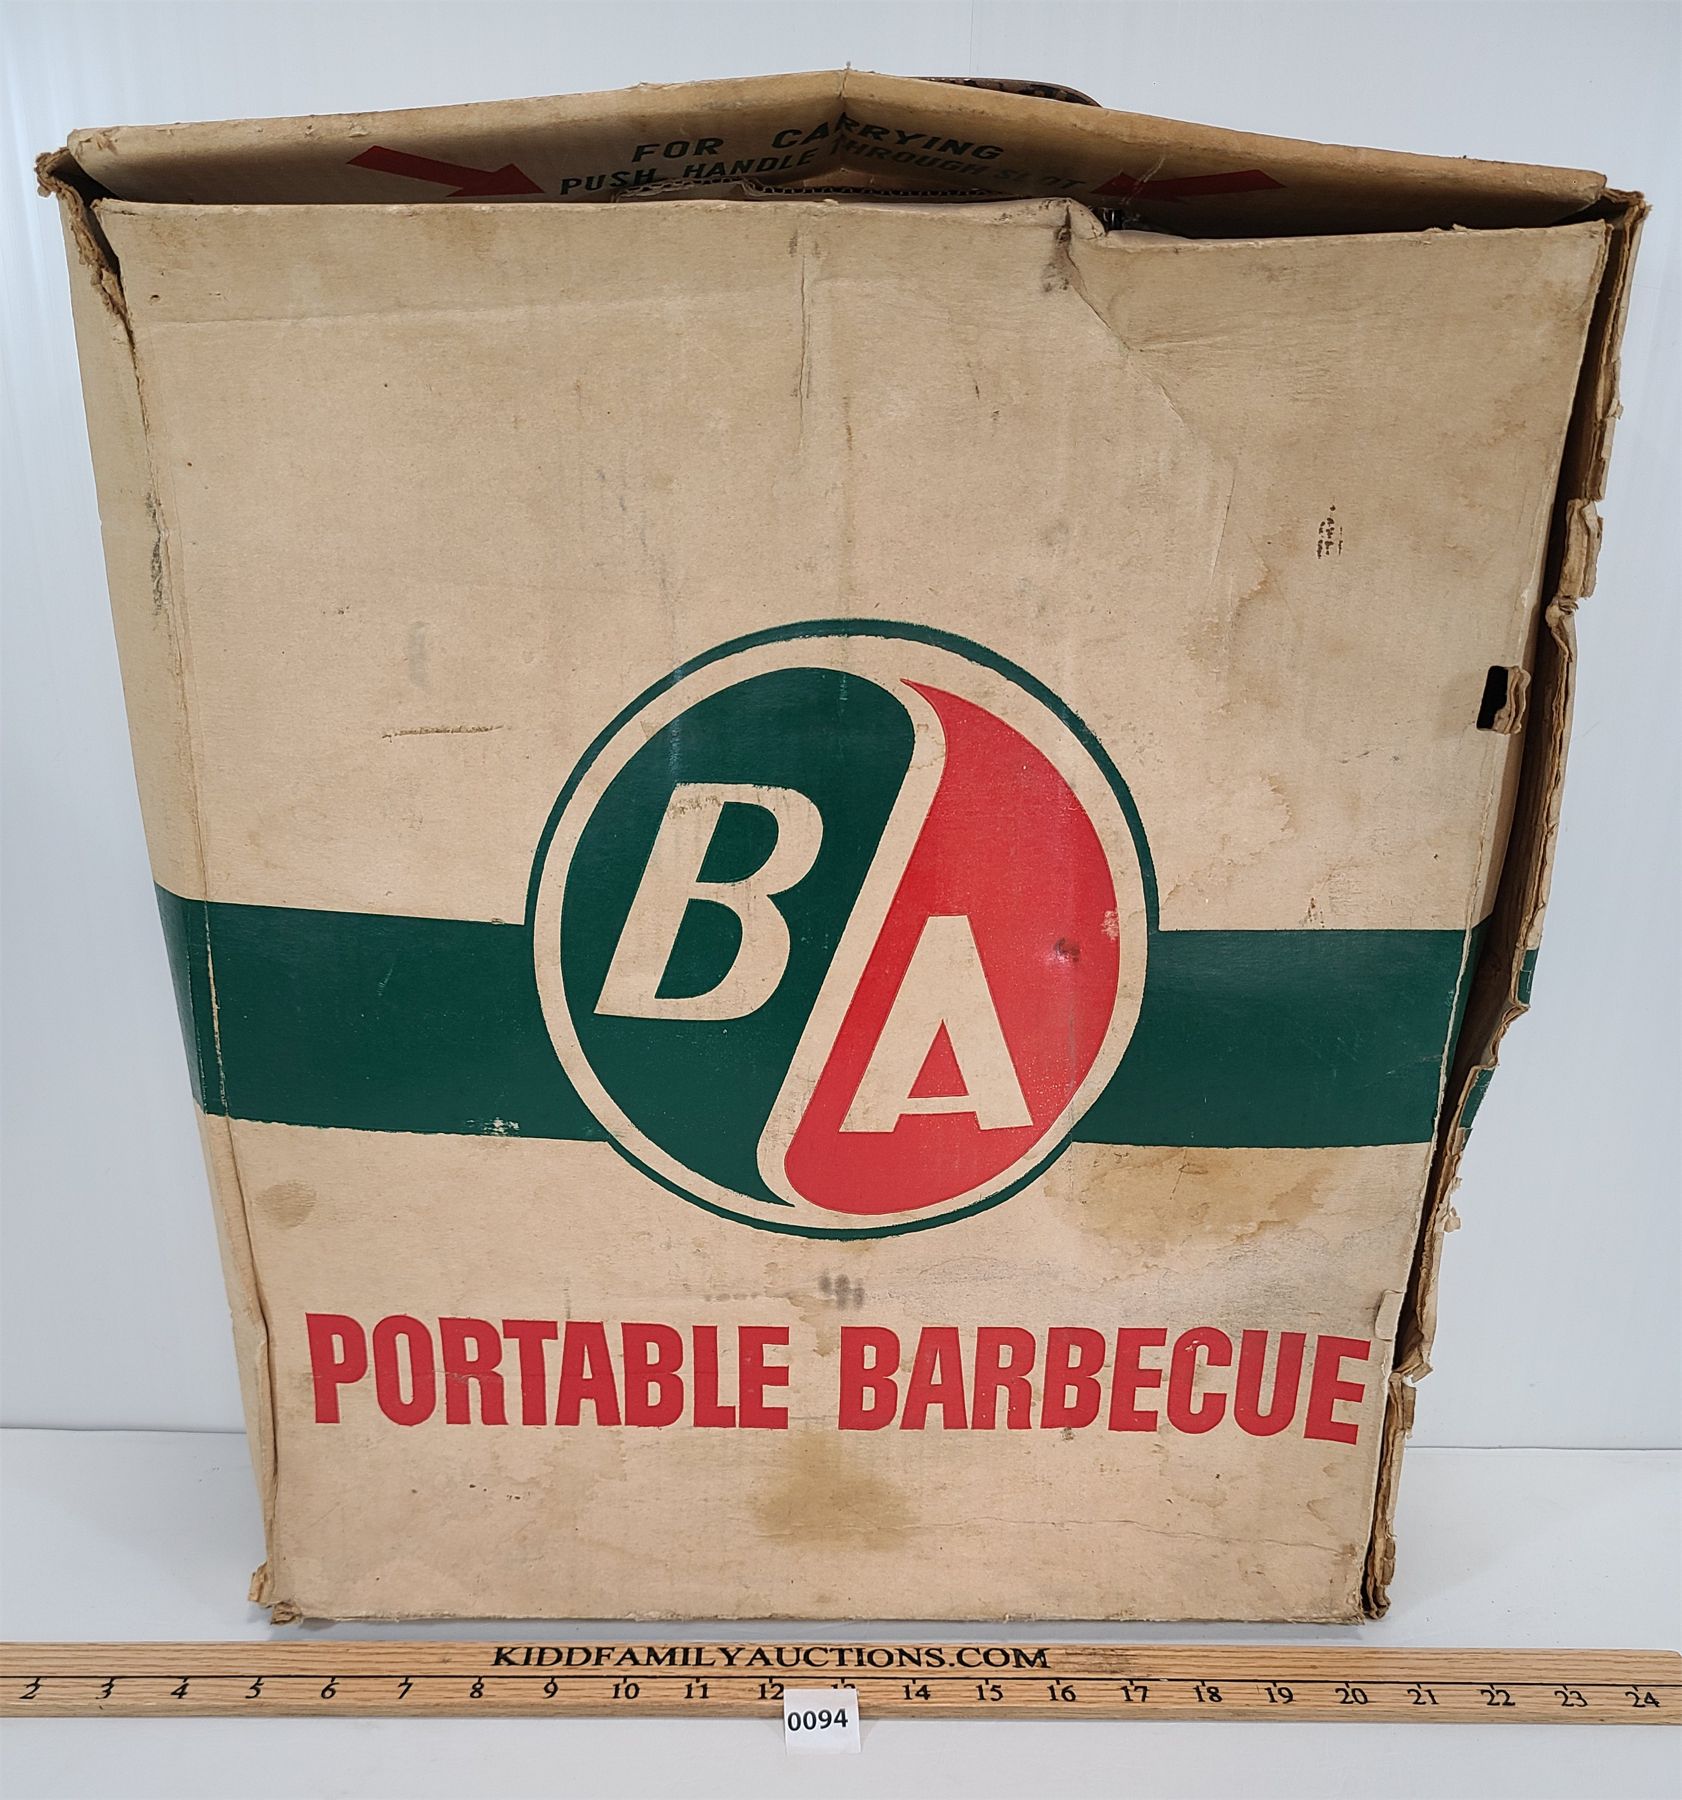 FOR CARRYING
PUSH HANDLE THROUGH SLOT
B
A
PORTABLE BARBECUE
KIDDFAMILYAUCTIONS.COM
2 3 4 5 6 7 8 9 10 11 12 13 14 15 16 17 18 19 20 21 22 23 24
0094